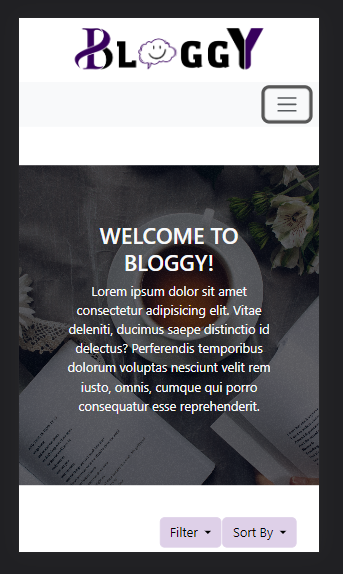 BLOGGY
WELCOME TO
BLOGGY!
Lorem ipsum dolor sit amet
consectetur adipisicing elit. Vitae
deleniti, ducimus saepe distinctio id
delectus? Perferendis temporibus
dolorum voluptas nesciunt velit rem
iusto, omnis, cumque qui porro
consequatur esse reprehenderit.
Filter Sort By